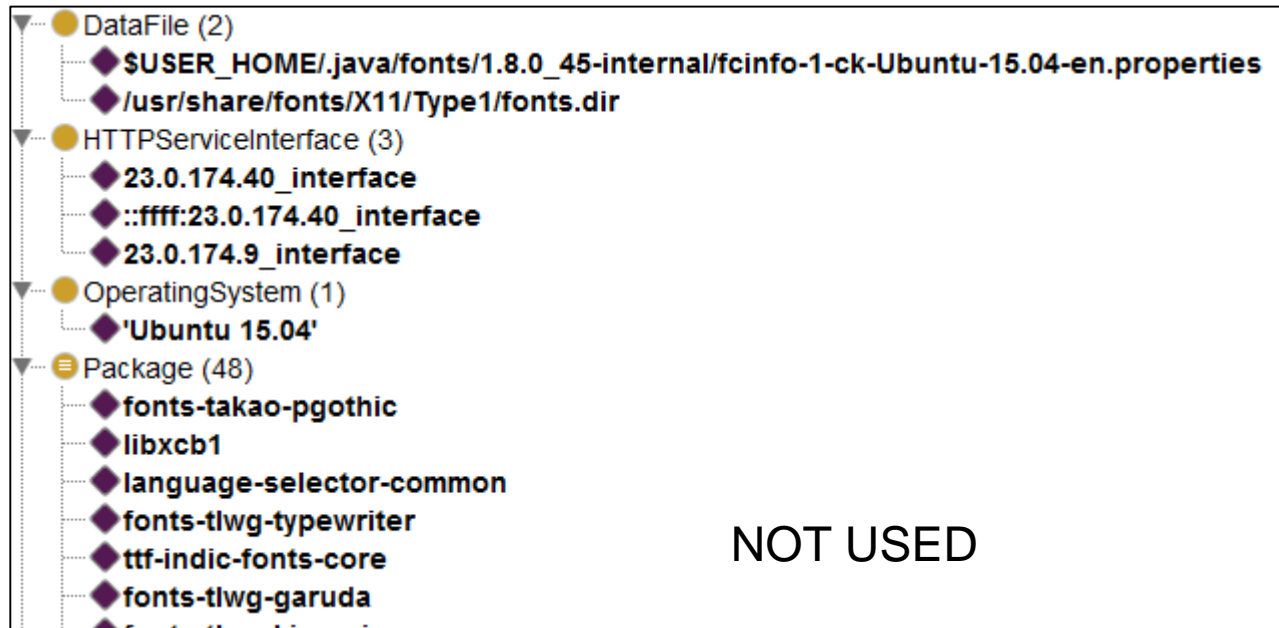 DataFile (2)
$USER_HOME/.java/fonts/1.8.0_45-internal/fcinfo-1-ck-Ubuntu-15.04-en.properties
/usr/share/fonts/X11/Type1/fonts.dir
HTTPServiceInterface (3)
23.0.174.40_interface
::ffff:23.0.174.40_interface
23.0.174.9_interface
OperatingSystem (1)
'Ubuntu 15.04'
Package (48)
fonts-takao-pgothic
libxcb1
language-selector-common
fonts-tlwg-typewriter
ttf-indic-fonts-core
NOT USED
fonts-tlwg-garuda